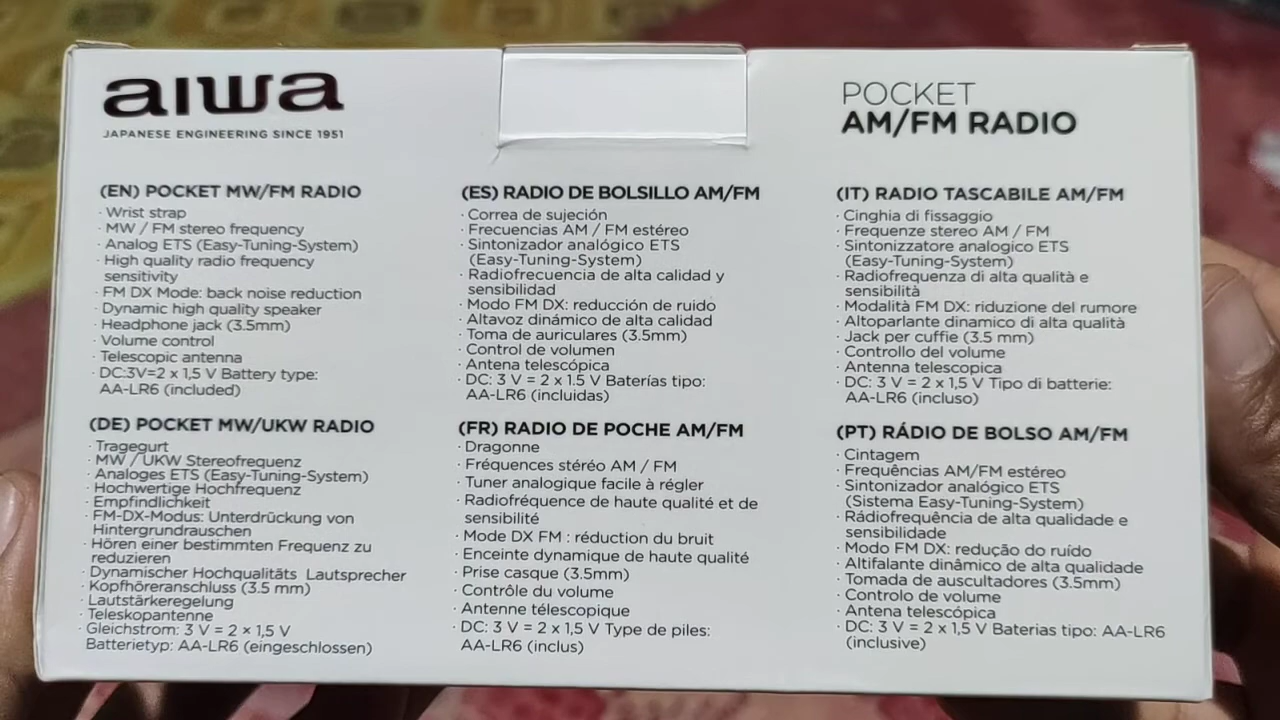 aiwa
JAPANESE ENGINEERING SINCE 1951
POCKET
AM/FM RADIO
(EN) POCKET MW/FM RADIO
· Wrist strap
· MW / FM stereo frequency
· Analog ETS (Easy-Tuning-System)
· High quality radio frequency
sensitivity
· FM DX Mode: back noise reduction
· Dynamic high quality speaker
· Headphone jack (3.5mm)
· Volume control
· Telescopic antenna
· DC:3V=2 x 1,5 V Battery type:
AA-LR6 (included)
(ES) RADIO DE BOLSILLO AM/FM
· Correa de sujeción
· Frecuencias AM / FM estéreo
· Sintonizador analógico ETS
(Easy-Tuning-System)
· Radiofrecuencia de alta calidad y
sensibilidad
· Modo FM DX: reducción de ruido
· Altavoz dinámico de alta calidad
· Toma de auriculares (3.5mm)
· Control de volumen
· Antena telescópica
· DC: 3 V = 2 x 1.5 V Baterías tipo:
AA-LR6 (incluidas)
(IT) RADIO TASCABILE AM/FM
· Cinghia di fissaggio
· Frequenze stereo AM / FM
· Sintonizzatore analogico ETS
(Easy-Tuning-System)
· Radiofrequenza di alta qualità e
sensibilità
· Modalità FM DX: riduzione del rumore
· Altoparlante dinamico di alta qualità
· Jack per cuffie (3.5 mm)
· Controllo del volume
· Antenna telescopica
· DC: 3 V = 2 x 1,5 V Tipo di batterie:
AA-LR6 (incluso)
(DE) POCKET MW/UKW RADIO
· Tragegurt
· MW / UKW Stereofrequenz
· Analoges ETS (Easy-Tuning-System)
· Hochwertige Hochfrequenz
· Empfindlichkeit
· FM-DX-Modus: Unterdrückung von
Hintergrundrauschen
· Hören einer bestimmten Frequenz zu
reduzieren
· Dynamischer Hochqualitäts Lautsprecher
· Kopfhöreranschluss (3.5 mm)
· Lautstärkeregelung
· Teleskopantenne
· Gleichstrom: 3 V = 2 × 1,5 V
Batterietyp: AA-LR6 (eingeschlossen)
(FR) RADIO DE POCHE AM/FM
· Dragonne
· Fréquences stéréo AM / FM
· Tuner analogique facile à régler
· Radiofréquence de haute qualité et de
sensibilité
· Mode DX FM : réduction du bruit
· Enceinte dynamique de haute qualité
· Prise casque (3.5mm)
· Contrôle du volume
· Antenne télescopique
· DC: 3 V = 2 x 1,5 V Type de piles:
AA-LR6 (inclus)
(PT) RÁDIO DE BOLSO AM/FM
· Cintagem
· Frequências AM/FM estéreo
· Sintonizador analógico ETS
(Sistema Easy-Tuning-System)
· Rádiofrequência de alta qualidade e
sensibilidade
· Modo FM DX: redução do ruído
· Altifalante dinâmico de alta qualidade
· Tomada de auscultadores (3.5mm)
· Controlo de volume
· Antena telescópica
· DC: 3 V = 2 x 1,5 V Baterias tipo: AA-LR6
(inclusive)